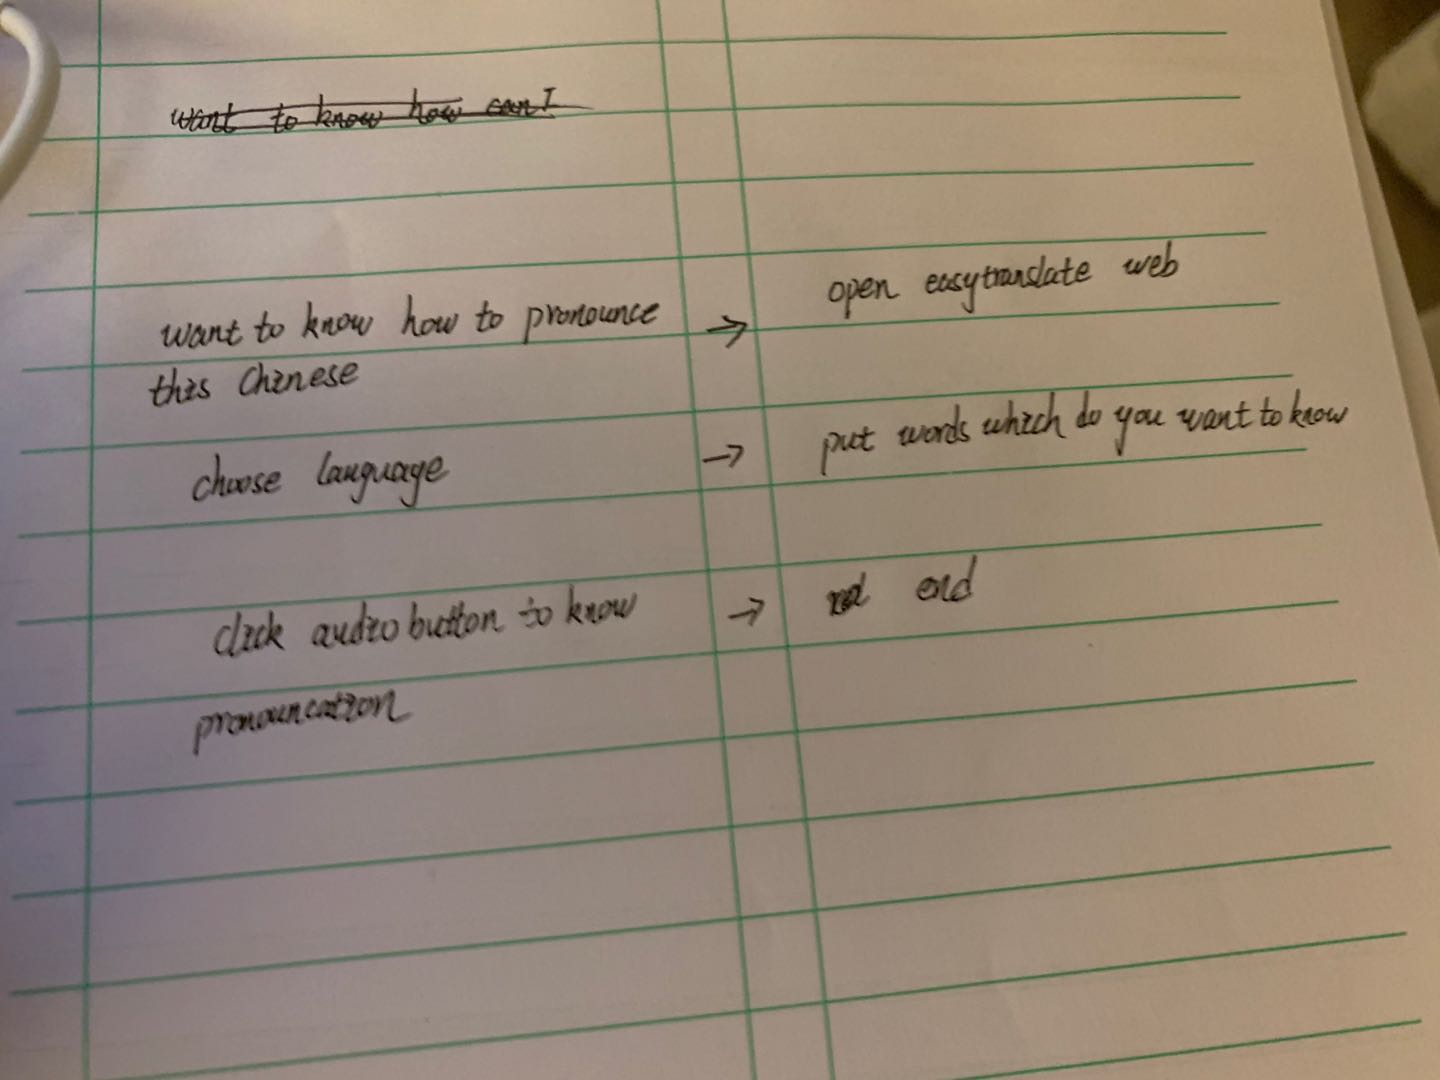 want to know how can I
want to know how to pronounce → open easytranslate web
this Chinese
choose language → put words which do you want to know
click audio button to know → end
pronouncation